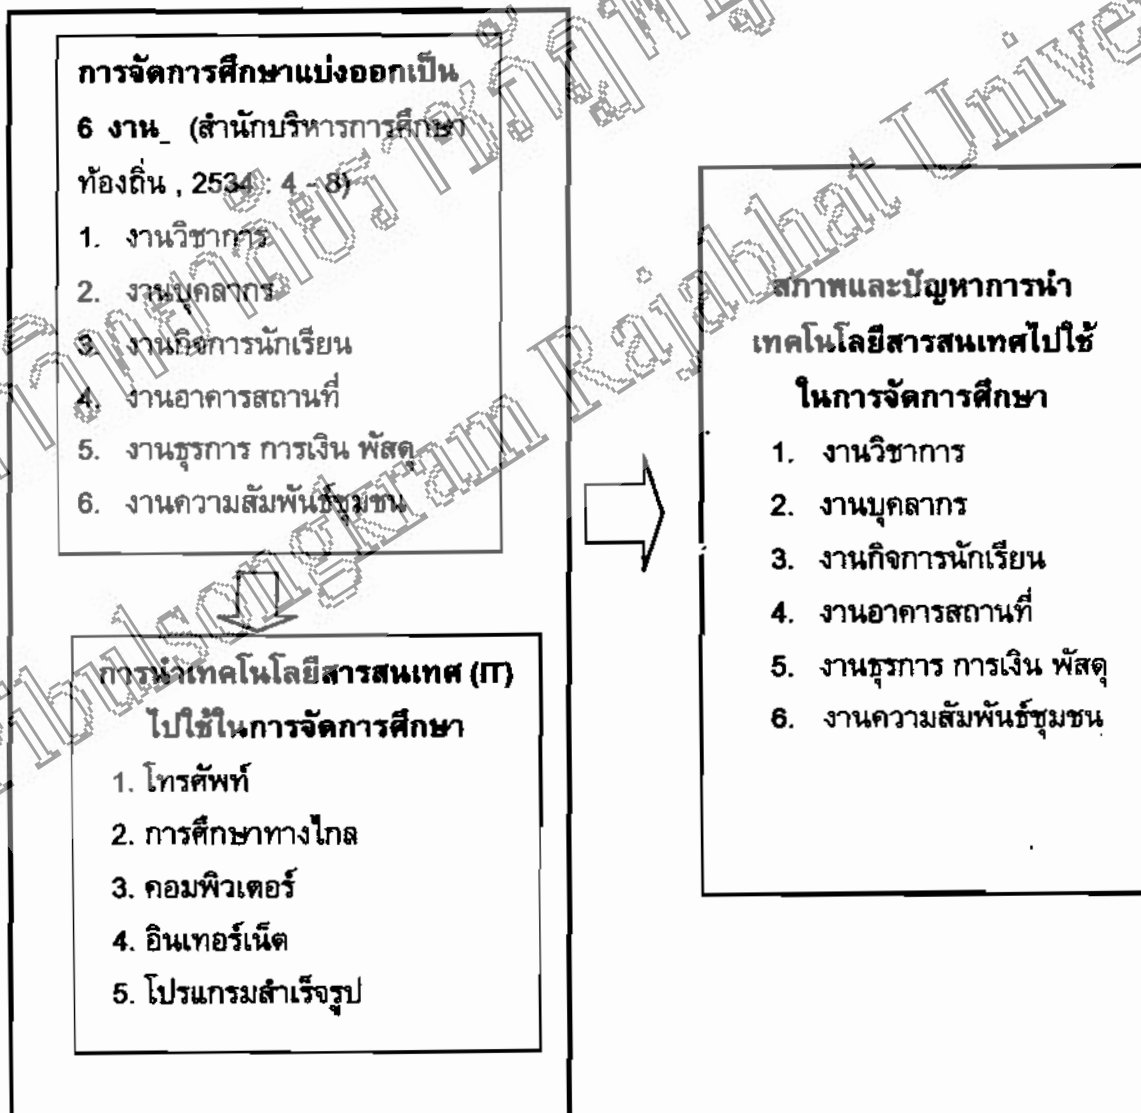 การจัดการศึกษาแบ่งออกเป็น
6 งาน_ (สำนักบริหารการศึกษา
ท้องถิ่น , 2534 : 4 - 8)
1. งานวิชาการ
2. งานบุคลากร
3. งานกิจการนักเรียน
4. งานอาคารสถานที่
5. งานธุรการ การเงิน พัสดุ
6. งานความสัมพันธ์ชุมชน
การนำเทคโนโลยีสารสนเทศ (IT)
ไปใช้ในการจัดการศึกษา
1. โทรศัพท์
2. การศึกษาทางไกล
3. คอมพิวเตอร์
4. อินเทอร์เน็ต
5. โปรแกรมสำเร็จรูป
สภาพและปัญหาการนำ
เทคโนโลยีสารสนเทศไปใช้
ในการจัดการศึกษา
1. งานวิชาการ
2. งานบุคลากร
3. งานกิจการนักเรียน
4. งานอาคารสถานที่
5. งานธุรการ การเงิน พัสดุ
6. งานความสัมพันธ์ชุมชน
Rajabhat